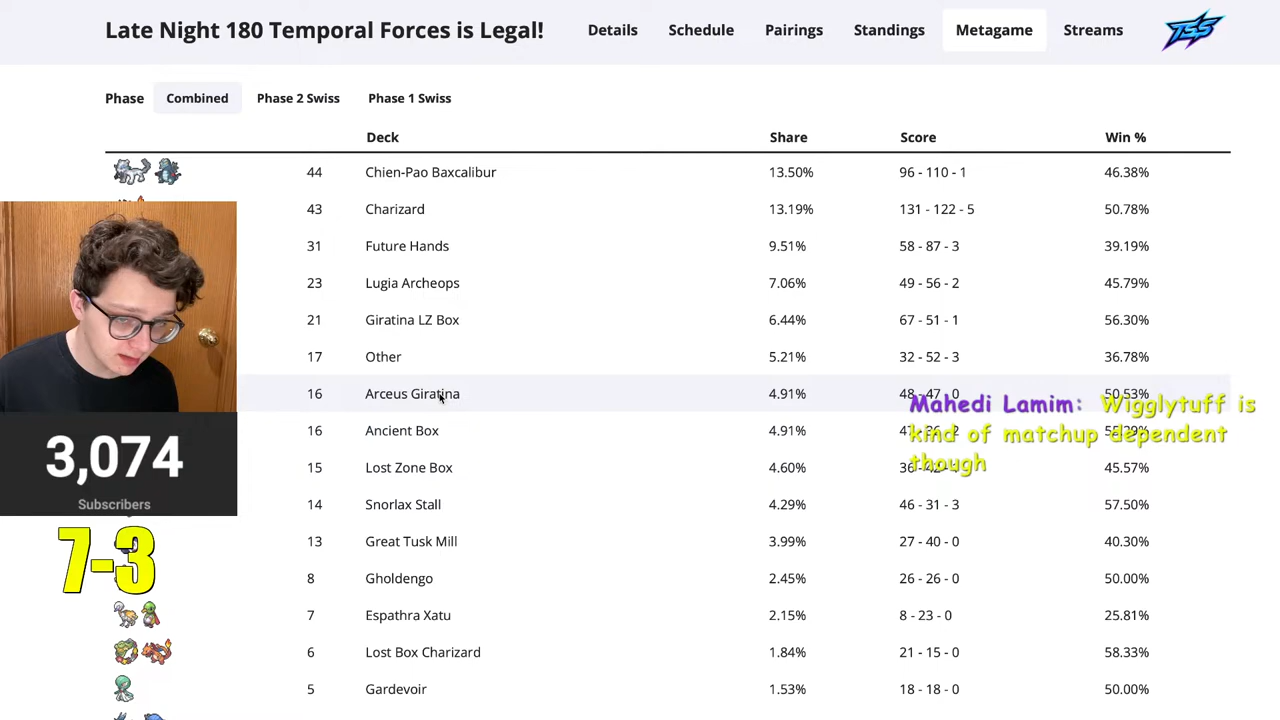 Late Night 180 Temporal Forces is Legal! Details Schedule Pairings Standings Metagame Streams TSS
Phase Combined Phase 2 Swiss Phase 1 Swiss
Deck Share Score Win %
44 Chien-Pao Baxcalibur 13.50% 96 - 110 - 1 46.38%
43 Charizard 13.19% 131 - 122 - 5 50.78%
31 Future Hands 9.51% 58 - 87 - 3 39.19%
23 Lugia Archeops 7.06% 49 - 56 - 2 45.79%
21 Giratina LZ Box 6.44% 67 - 51 - 1 56.30%
17 Other 5.21% 32 - 52 - 3 36.78%
16 Arceus Giratina 4.91% 48 - 47 - 0 50.53%
16 Ancient Box 4.91%
15 Lost Zone Box 4.60% 45.57%
14 Snorlax Stall 4.29% 46 - 31 - 3 57.50%
13 Great Tusk Mill 3.99% 27 - 40 - 0 40.30%
8 Gholdengo 2.45% 26 - 26 - 0 50.00%
7 Espathra Xatu 2.15% 8 - 23 - 0 25.81%
6 Lost Box Charizard 1.84% 21 - 15 - 0 58.33%
5 Gardevoir 1.53% 18 - 18 - 0 50.00%
Mahedi Lamim: Wigglytuff is
kind of matchup dependent
though
3,074
Subscribers
7-3